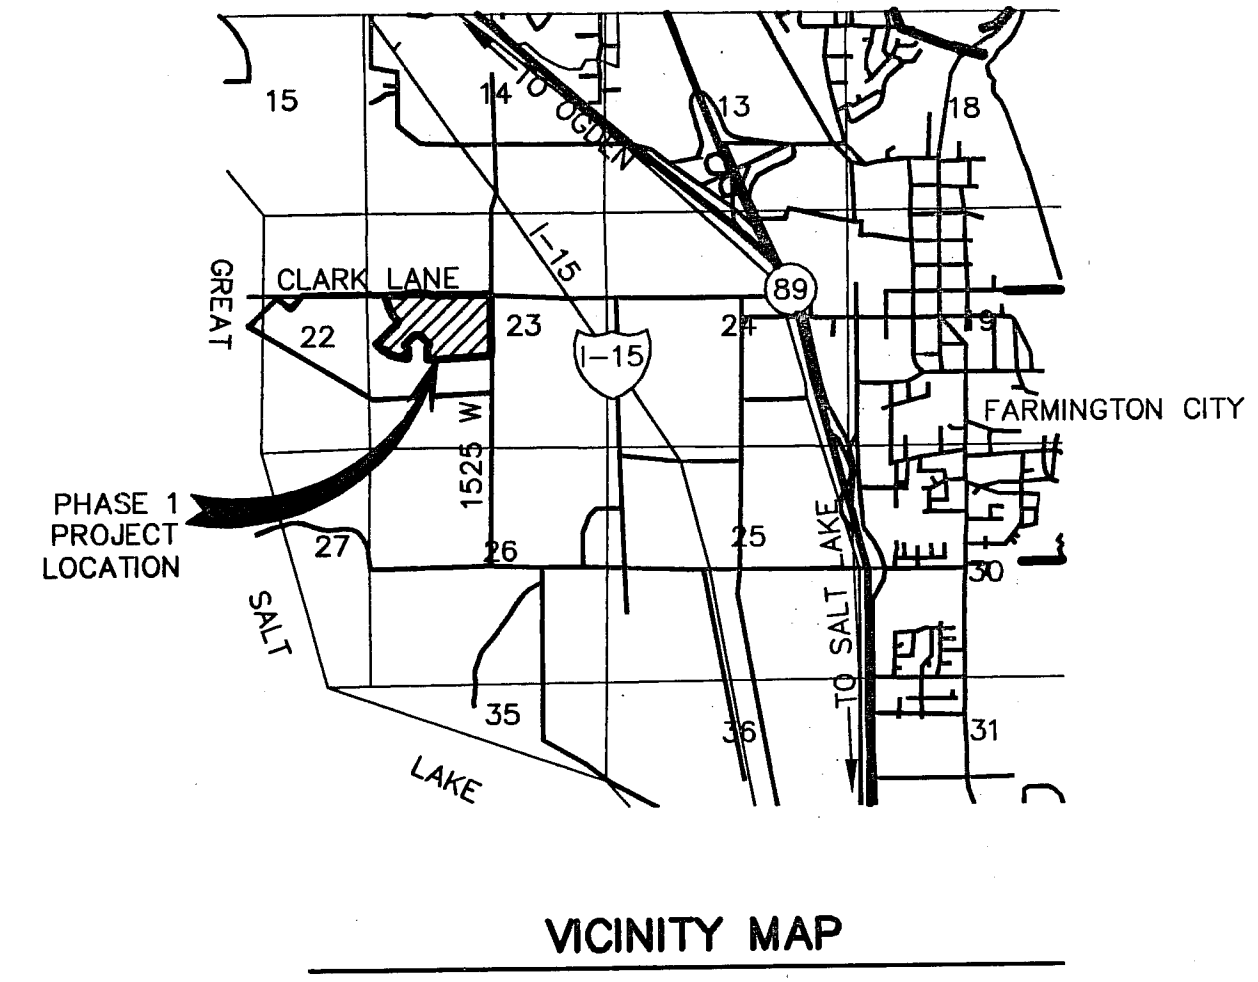 15
14
13
18
TO OGDEN
I-15
GREAT
CLARK LANE
89
22
23
24
I-15
FARMINGTON CITY
1525 W
PHASE 1
PROJECT
LOCATION
27
26
25
30
TO SALT LAKE
SALT
35
36
31
LAKE
VICINITY MAP